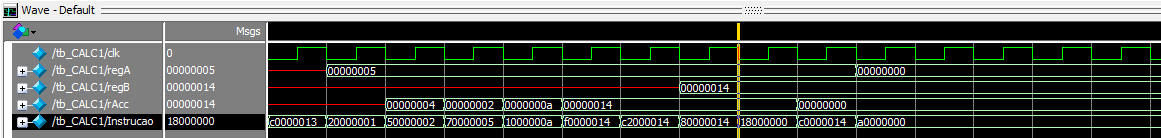 Wave - Default
Msgs
/tb_CALC1/clk 0
/tb_CALC1/regA 00000005 00000005 00000000
/tb_CALC1/regB 00000014 00000014
/tb_CALC1/rAcc 00000014 00000004 00000002 0000000a 00000014 00000000
/tb_CALC1/Instrucao 18000000 c0000013 20000001 50000002 70000005 1000000a f0000014 c2000014 80000014 18000000 c0000014 a0000000